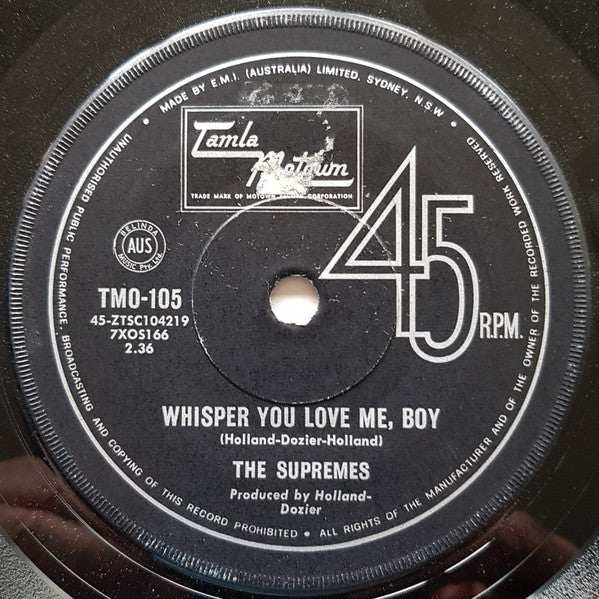 MADE BY E.M.I. (AUSTRALIA) LIMITED. SYDNEY. N.S.W. • UNAUTHORISED PUBLIC PERFORMANCE, BROADCASTING AND COPYING OF THIS RECORD PROHIBITED • ALL RIGHTS OF THE MANUFACTURER AND OF THE OWNER OF THE RECORDED WORK RESERVED •
Tamla
Motown
TRADE MARK OF MOTOWN CORPORATION
45
R.P.M.
BELINDA
AUS
MUSIC Pty. Ltd.
TMO-105
45-ZTSC104219
7XOS166
2.36
WHISPER YOU LOVE ME, BOY
(Holland-Dozier-Holland)
THE SUPREMES
Produced by Holland-
Dozier